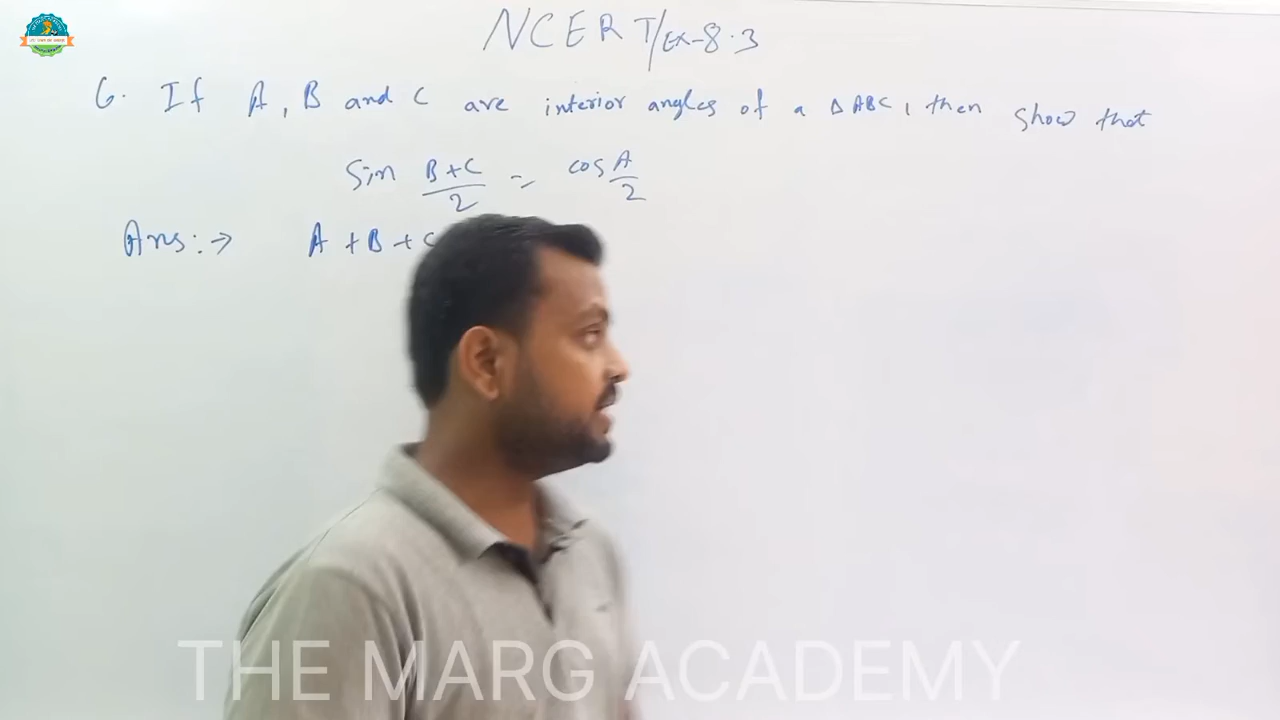 NCERT/Ex-8.3
6. If A, B and C are interior angles of a Δ ABC, then show that
Sin B+C/2 = cos A/2
Ans:→ A + B + C
THE MARG ACADEMY